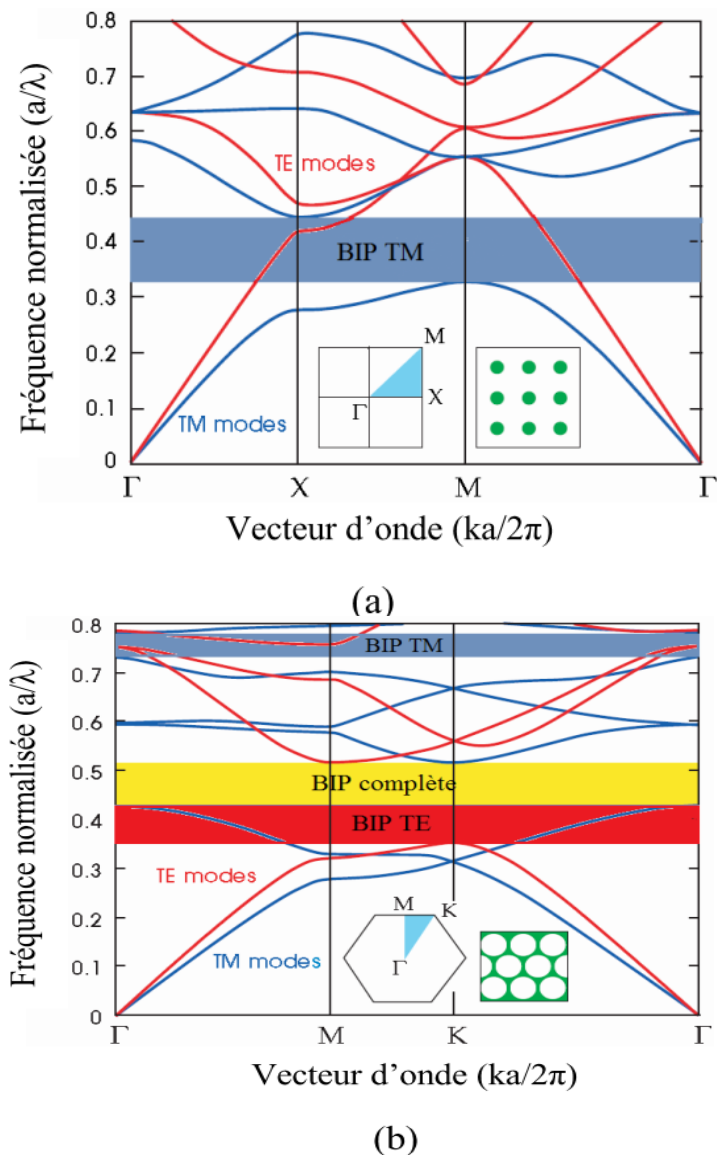 Fréquence normalisée (a/λ)
0.8
0.7
0.6
0.5
0.4
0.3
0.2
0.1
0
TE modes
BIP TM
TM modes
M
Γ
X
Γ
X
M
Γ
Vecteur d’onde (ka/2π)
(a)
Fréquence normalisée (a/λ)
0.8
0.7
0.6
0.5
0.4
0.3
0.2
0.1
0
BIP TM
BIP complète
BIP TE
TE modes
TM modes
M
K
Γ
Γ
M
K
Γ
Vecteur d’onde (ka/2π)
(b)